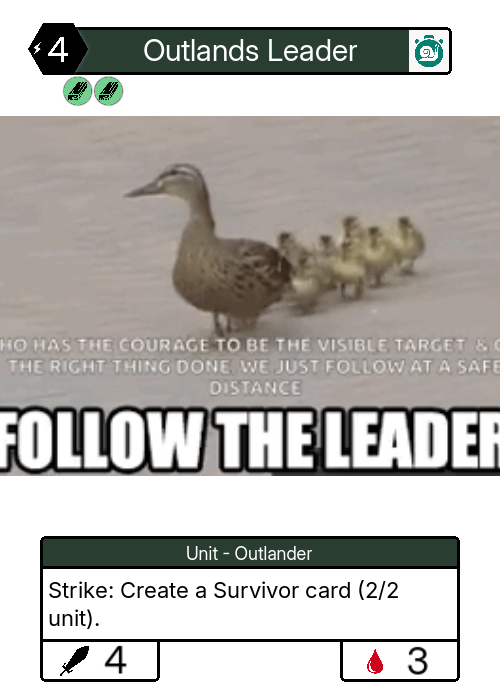 4
Outlands Leader
HO HAS THE COURAGE TO BE THE VISIBLE TARGET &
THE RIGHT THING DONE. WE JUST FOLLOW AT A SAFE
DISTANCE
FOLLOW THE LEADER
Unit - Outlander
Strike: Create a Survivor card (2/2
unit).
4
3